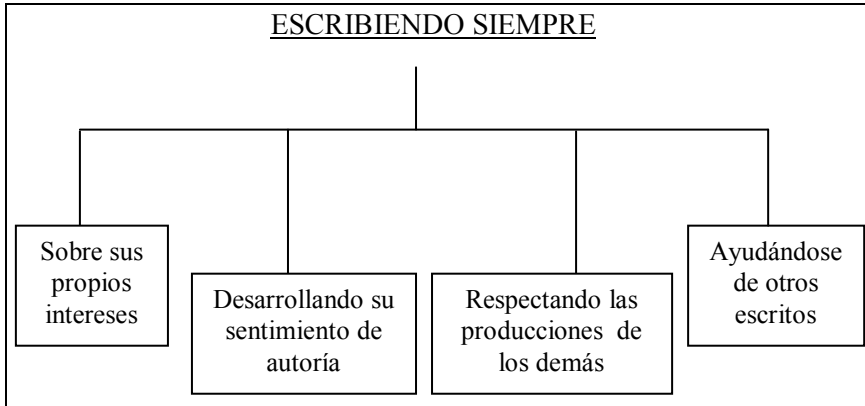 ESCRIBIENDO SIEMPRE
Sobre sus
propios
intereses
Desarrollando su
sentimiento de
autoría
Respectando las
producciones de
los demás
Ayudándose
de otros
escritos